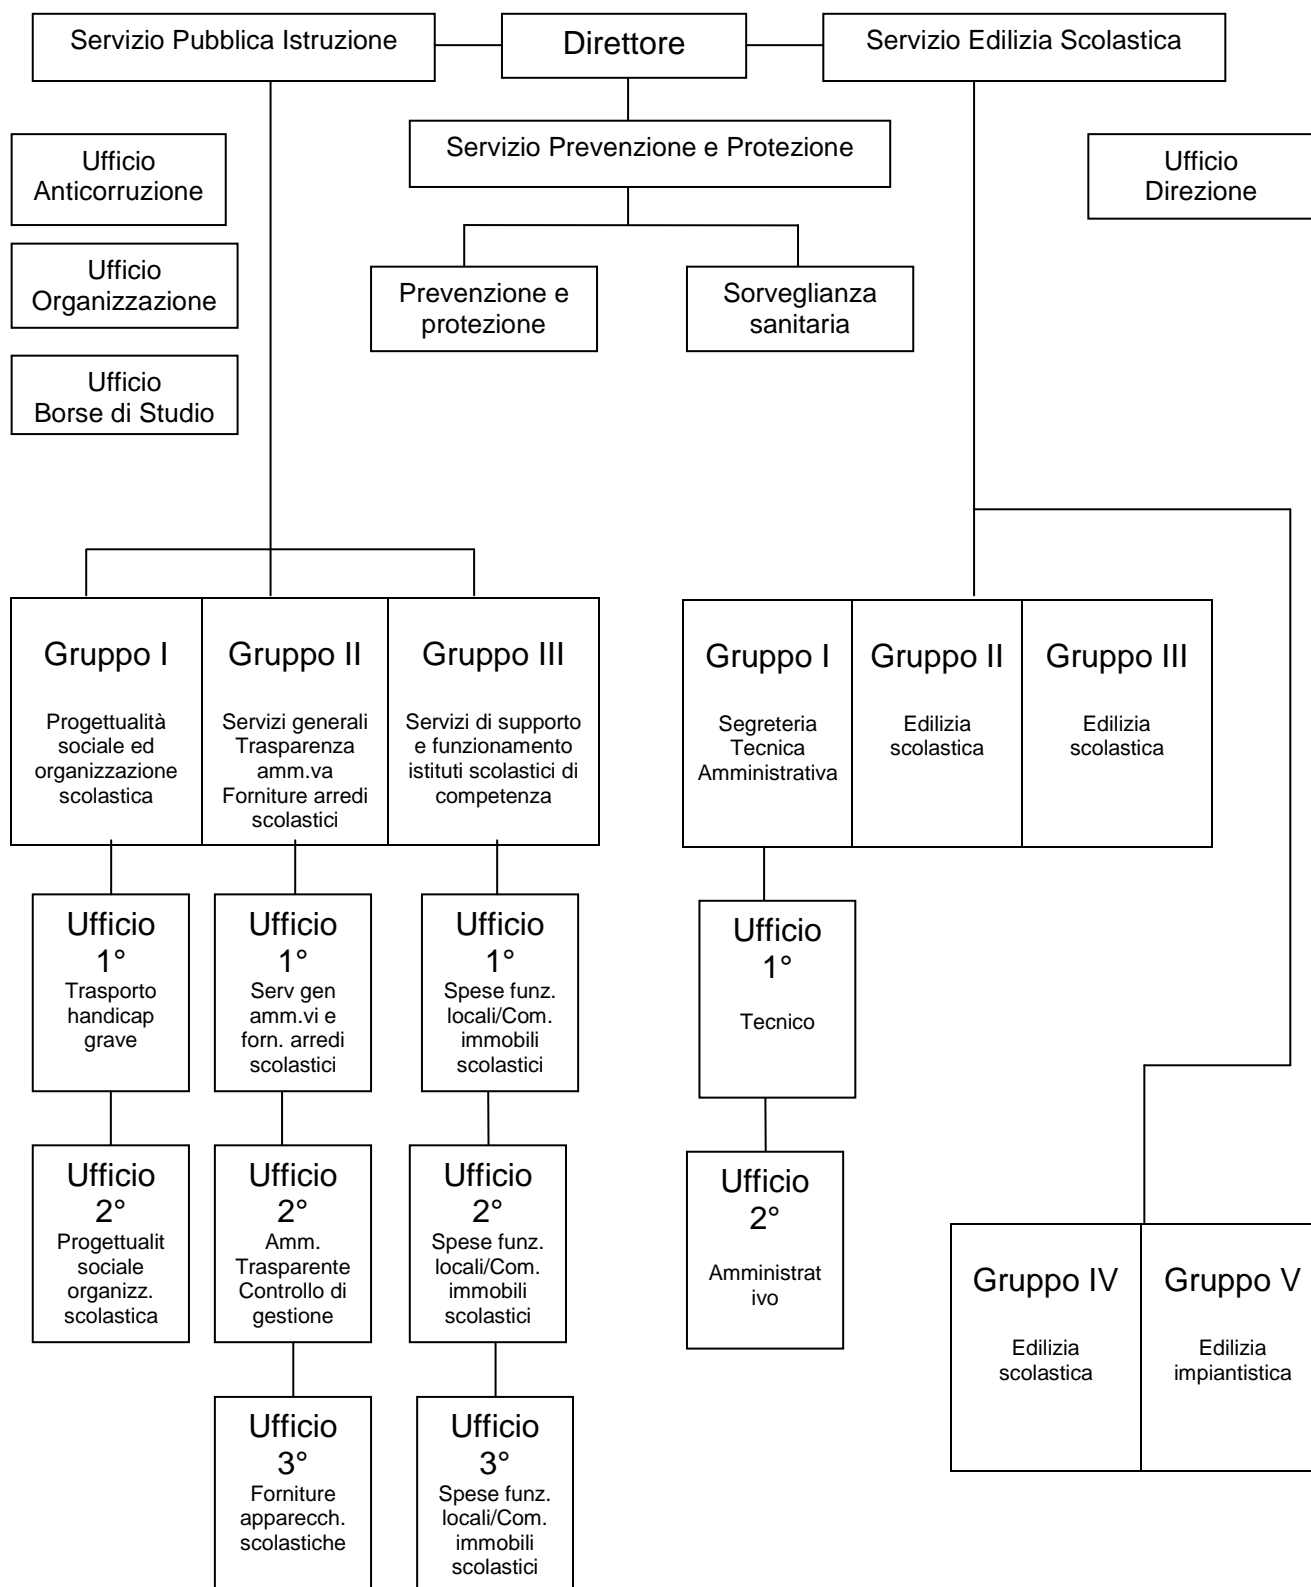 Servizio Pubblica Istruzione
Direttore
Servizio Edilizia Scolastica
Servizio Prevenzione e Protezione
Ufficio
Anticorruzione
Ufficio
Direzione
Ufficio
Organizzazione
Prevenzione e
protezione
Sorveglianza
sanitaria
Ufficio
Borse di Studio
Gruppo I
Progettualità
sociale ed
organizzazione
scolastica
Gruppo II
Servizi generali
Trasparenza
amm.va
Forniture arredi
scolastici
Gruppo III
Servizi di supporto
e funzionamento
istituti scolastici di
competenza
Gruppo I
Segreteria
Tecnica
Amministrativa
Gruppo II
Edilizia
scolastica
Gruppo III
Edilizia
scolastica
Ufficio
1°
Trasporto
handicap
grave
Ufficio
1°
Serv gen
amm.vi e
forn. arredi
scolastici
Ufficio
1°
Spese funz.
locali/Com.
immobili
scolastici
Ufficio
1°
Tecnico
Ufficio
2°
Progettualit
sociale
organizz.
scolastica
Ufficio
2°
Amm.
Trasparente
Controllo di
gestione
Ufficio
2°
Spese funz.
locali/Com.
immobili
scolastici
Ufficio
2°
Amministrat
ivo
Gruppo IV
Edilizia
scolastica
Gruppo V
Edilizia
impiantistica
Ufficio
3°
Forniture
apparecch.
scolastiche
Ufficio
3°
Spese funz.
locali/Com.
immobili
scolastici